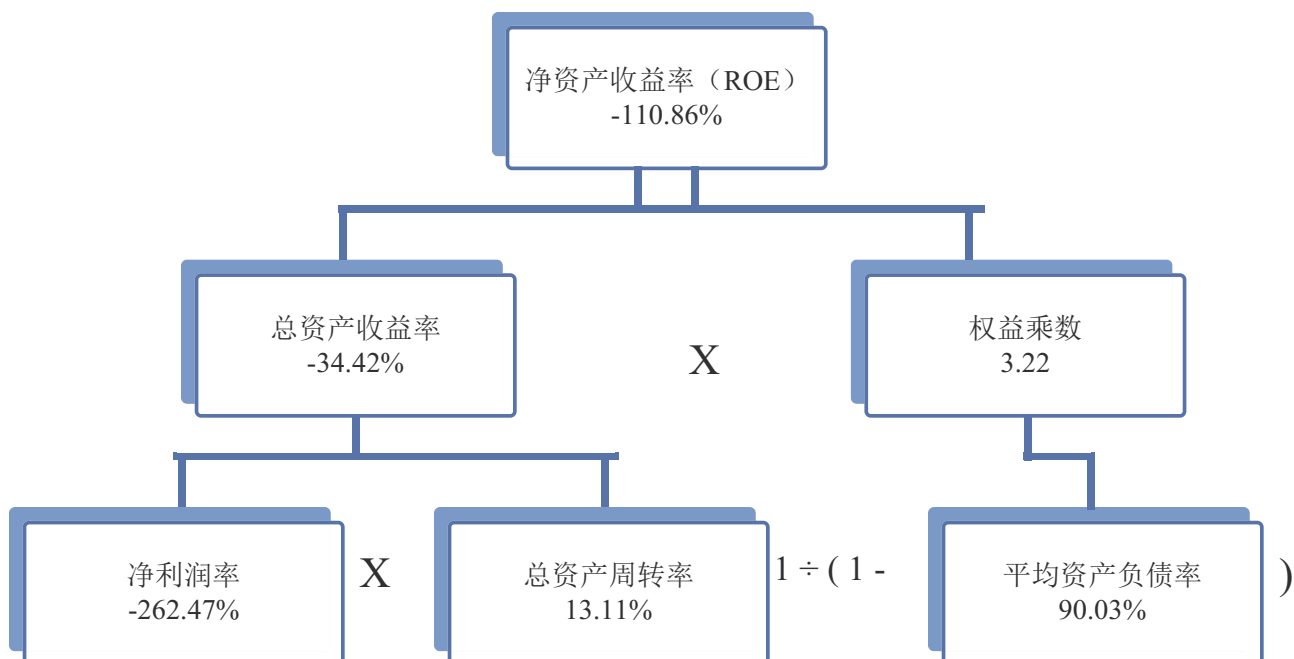 净资产收益率（ROE）
-110.86%
总资产收益率
-34.42%
X
权益乘数
3.22
净利润率
-262.47%
X
总资产周转率
13.11%
1 ÷ ( 1 -
平均资产负债率
90.03%
)